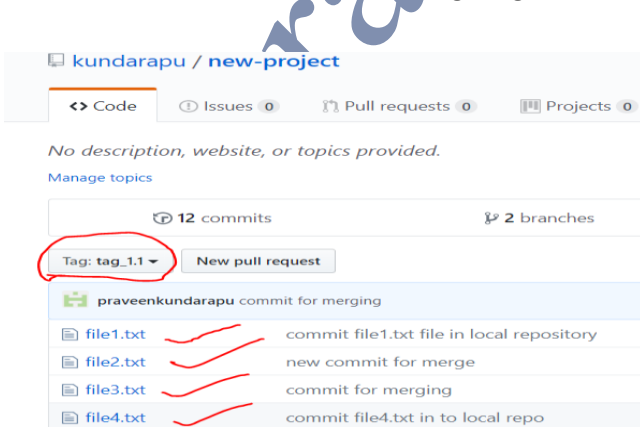 kundarapu / new-project
Code Issues 0 Pull requests 0 Projects 0
No description, website, or topics provided.
Manage topics
12 commits 2 branches
Tag: tag_1.1 New pull request
praveenkundarapu commit for merging
file1.txt commit file1.txt file in local repository
file2.txt new commit for merge
file3.txt commit for merging
file4.txt commit file4.txt in to local repo